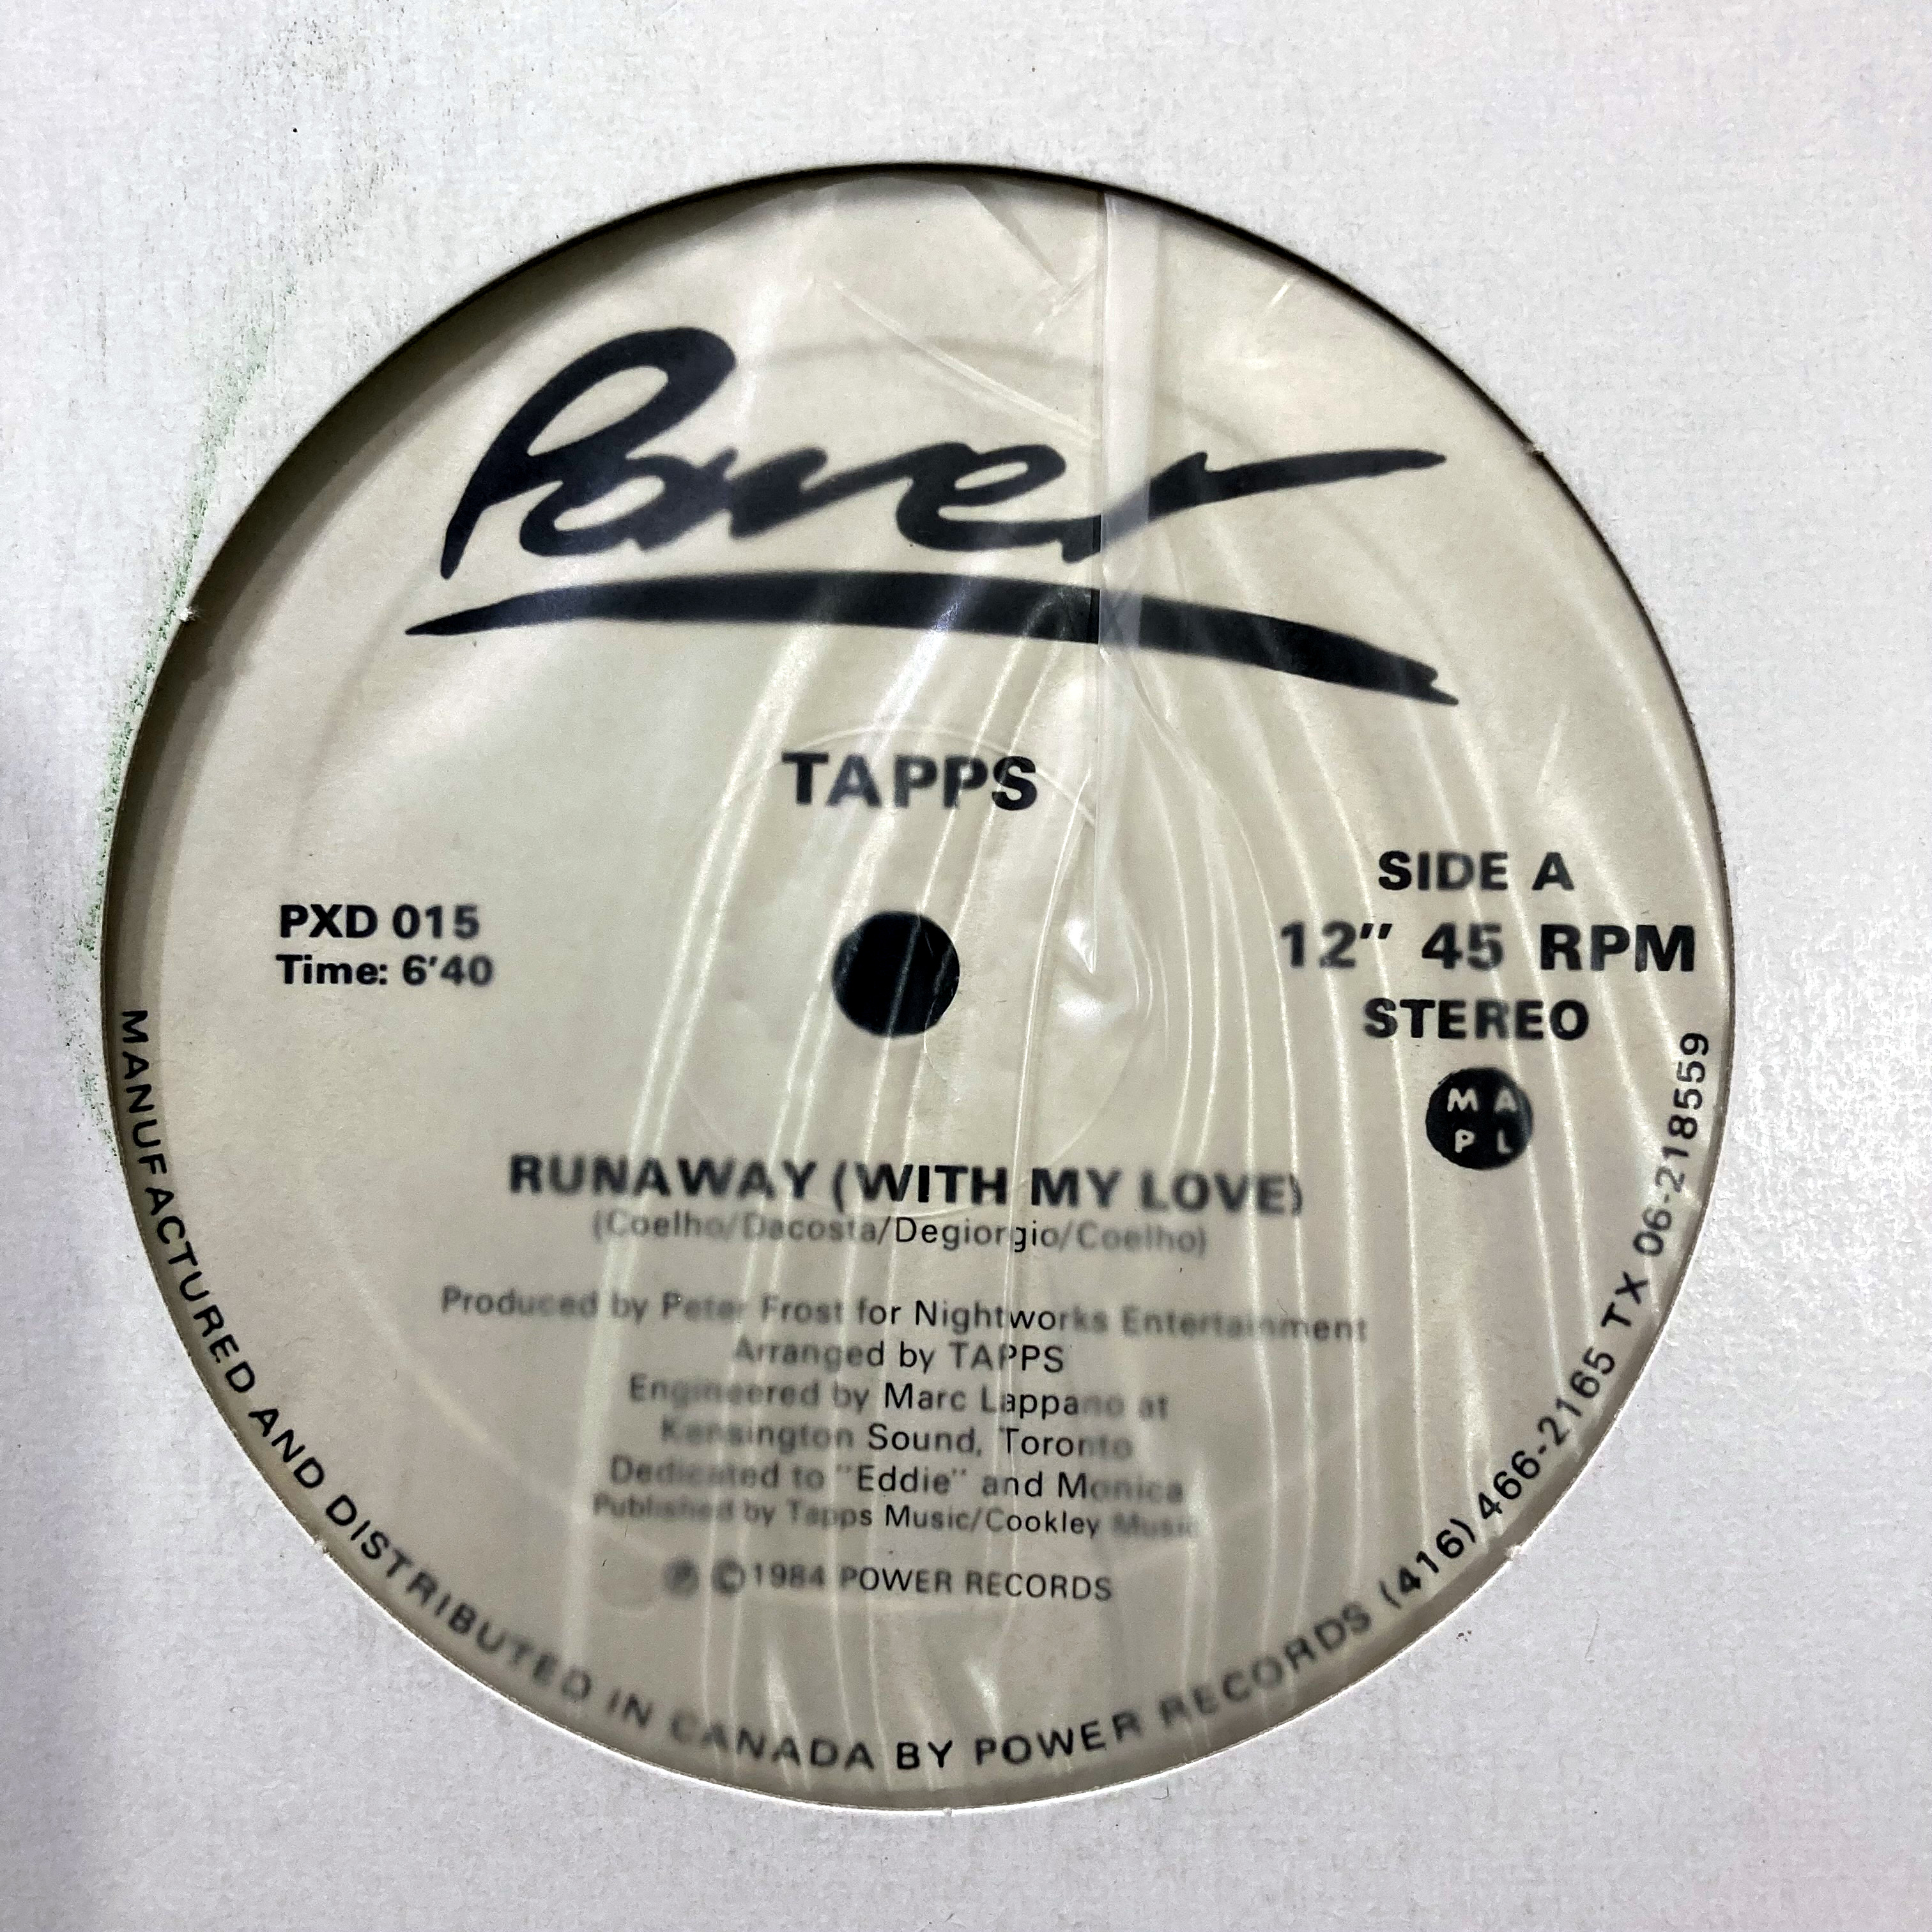 Power
TAPPS
PXD 015
Time: 6'40
SIDE A
12" 45 RPM
STEREO
M A
P L
RUNAWAY (WITH MY LOVE)
(Coelho/Dacosta/Degiorgio/Coelho)
Produced by Peter Frost for Nightworks Entertainment
Arranged by TAPPS
Engineered by Marc Lappano at
Kensington Sound, Toronto
Dedicated to "Eddie" and Monica
Published by Tapps Music/Cookley Music
℗ ©1984 POWER RECORDS
MANUFACTURED AND DISTRIBUTED IN CANADA BY POWER RECORDS (416) 466-2165 TX 06-218559